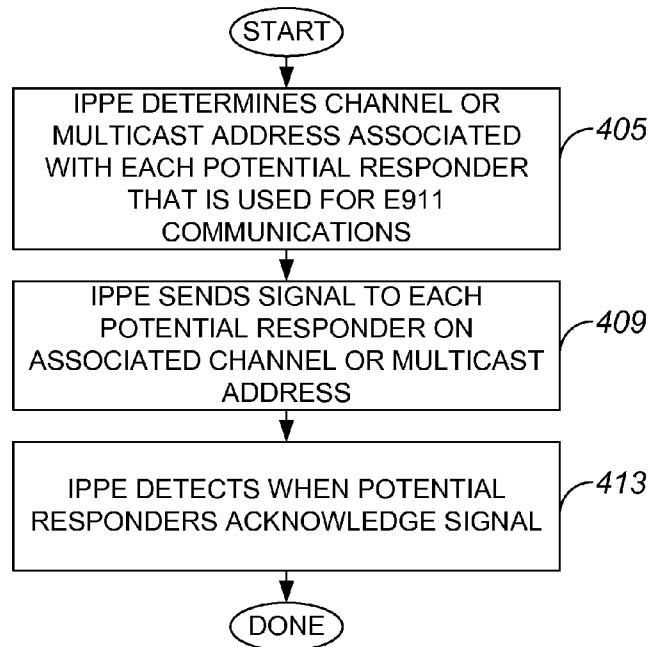 START
IPPE DETERMINES CHANNEL OR
MULTICAST ADDRESS ASSOCIATED
WITH EACH POTENTIAL RESPONDER
THAT IS USED FOR E911
COMMUNICATIONS
405
IPPE SENDS SIGNAL TO EACH
POTENTIAL RESPONDER ON
ASSOCIATED CHANNEL OR MULTICAST
ADDRESS
409
IPPE DETECTS WHEN POTENTIAL
RESPONDERS ACKNOWLEDGE SIGNAL
413
DONE